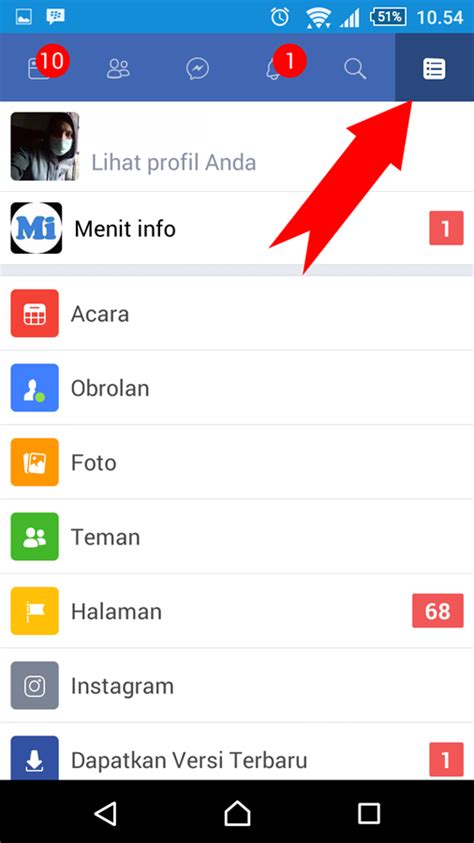 51% 10.54
10 1
Lihat profil Anda
Mi Menit info 1
Acara
Obrolan
Foto
Teman
Halaman 68
Instagram
Dapatkan Versi Terbaru 1